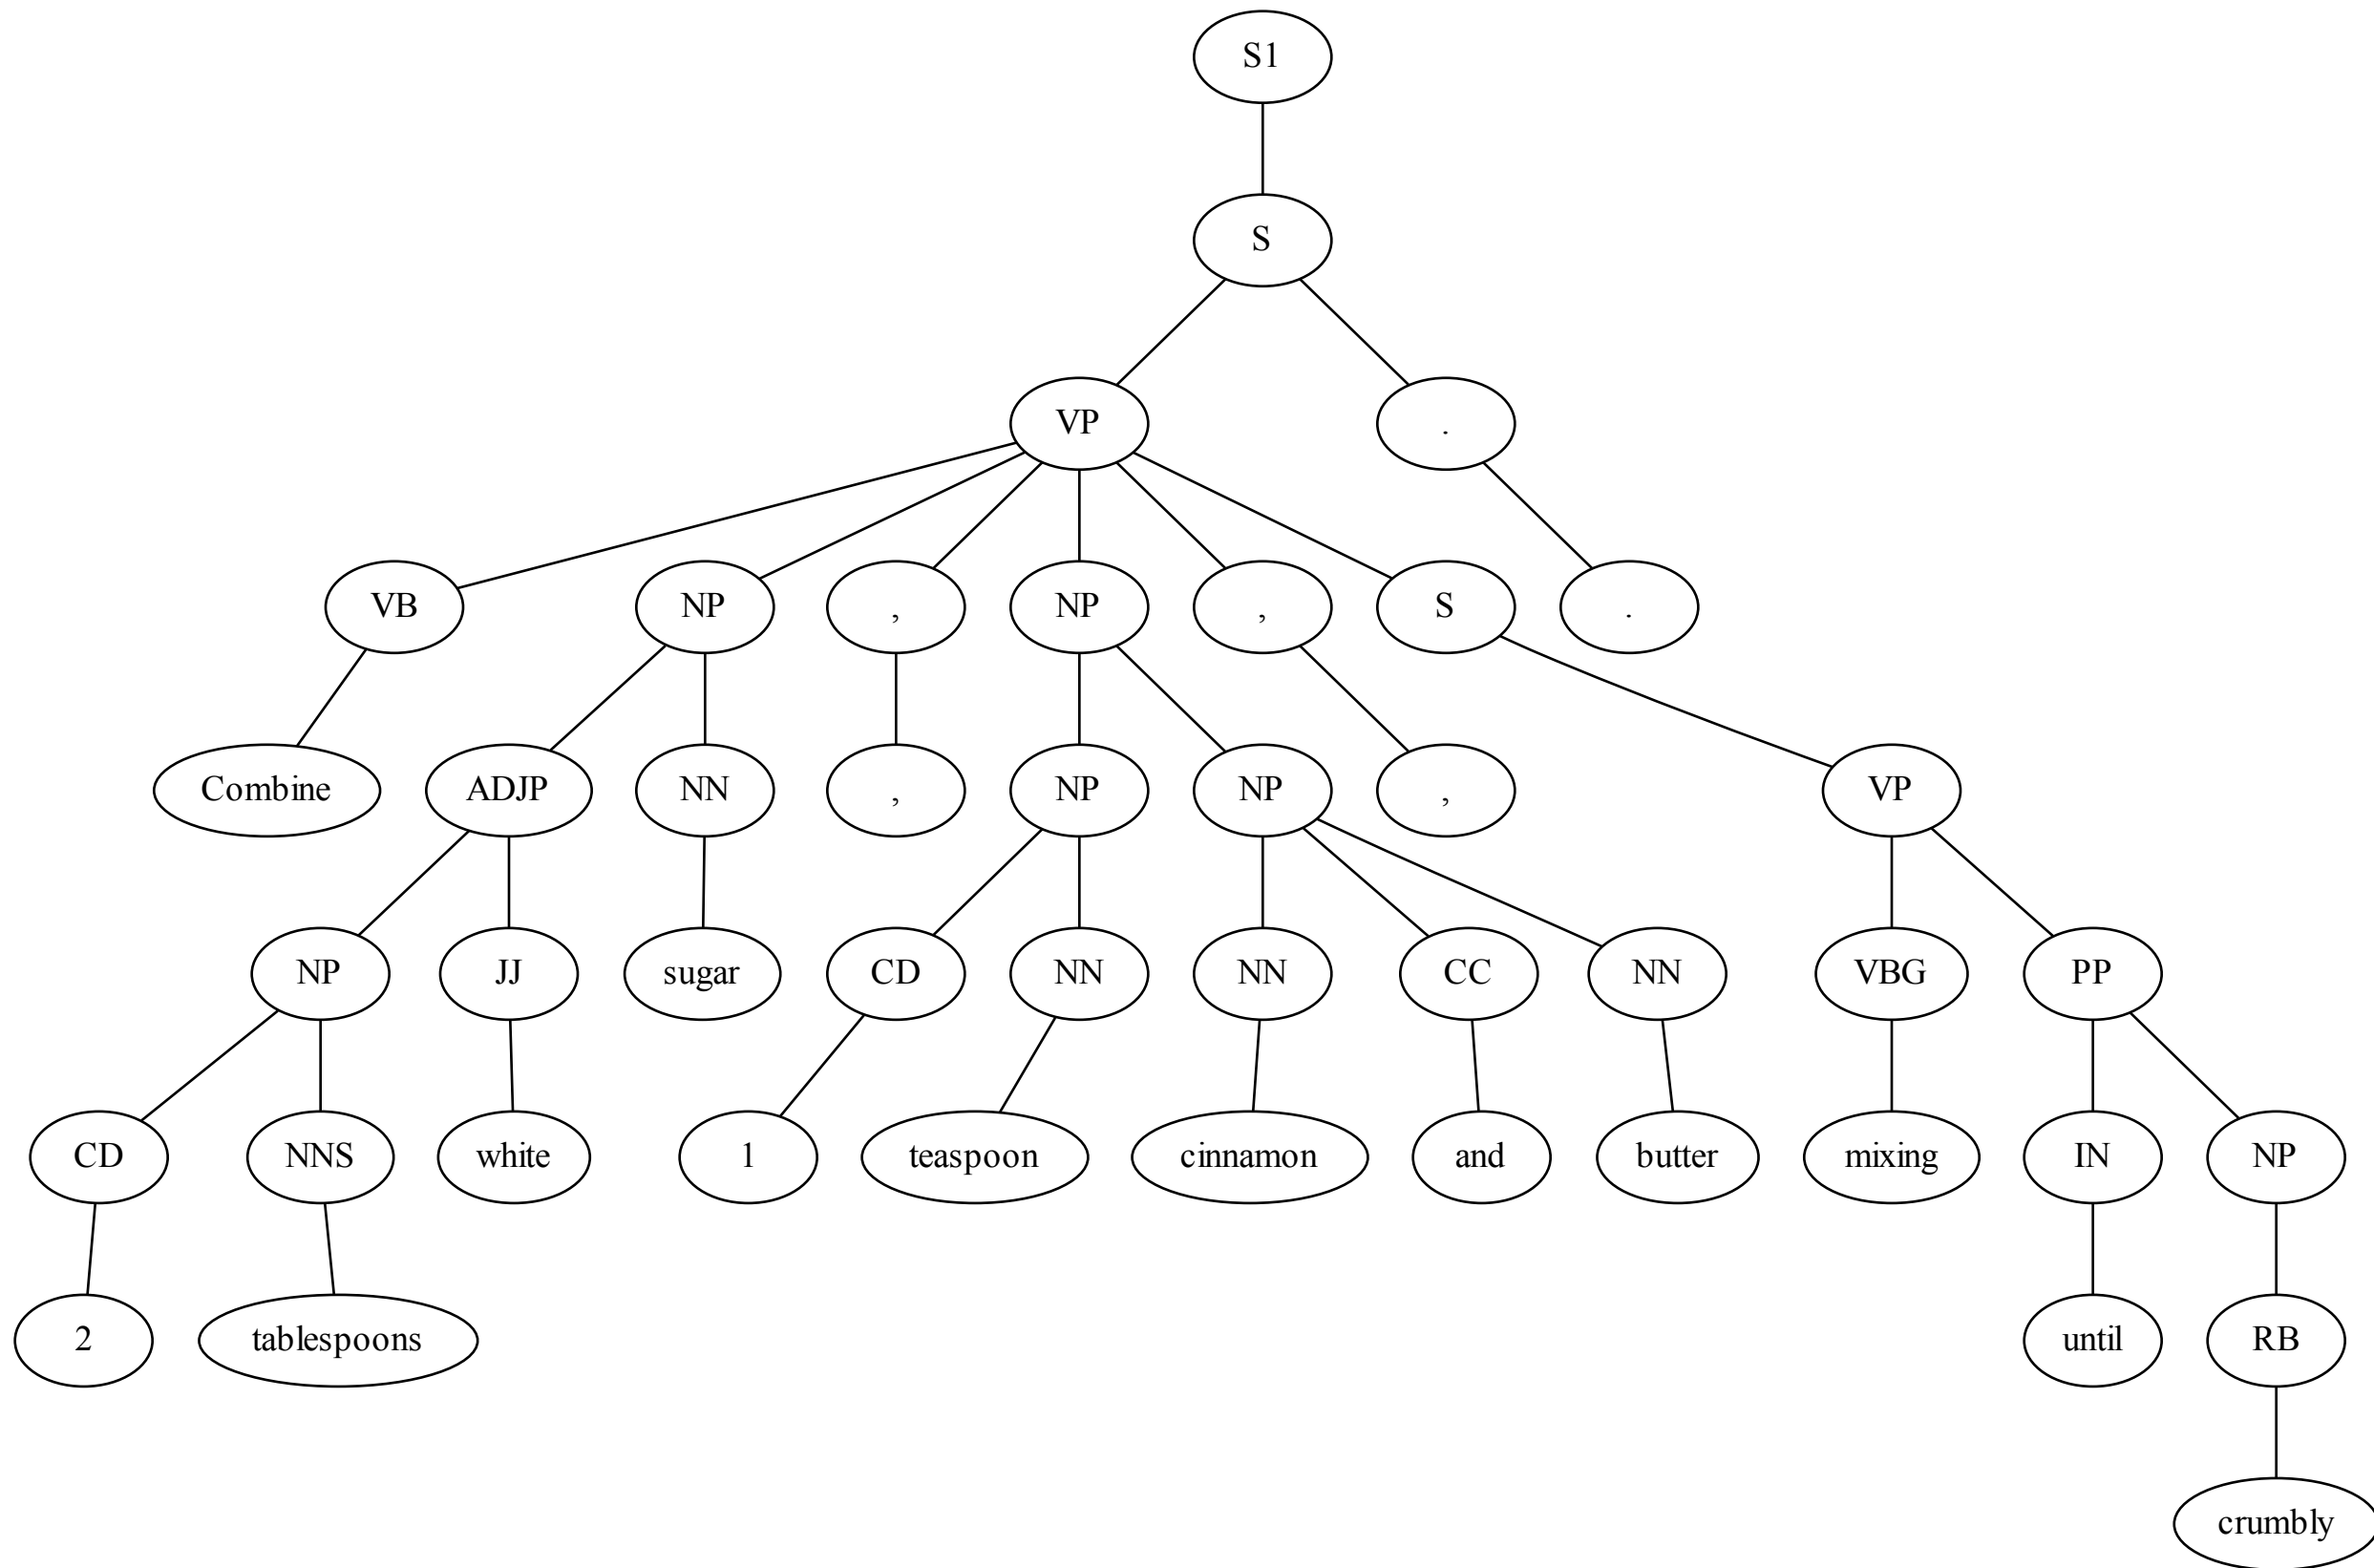 S1
S
VP .
VB NP , NP , S .
Combine ADJP NN , NP NP , VP
NP JJ sugar CD NN NN CC NN VBG PP
CD NNS white 1 teaspoon cinnamon and butter mixing IN NP
2 tablespoons until RB
crumbly